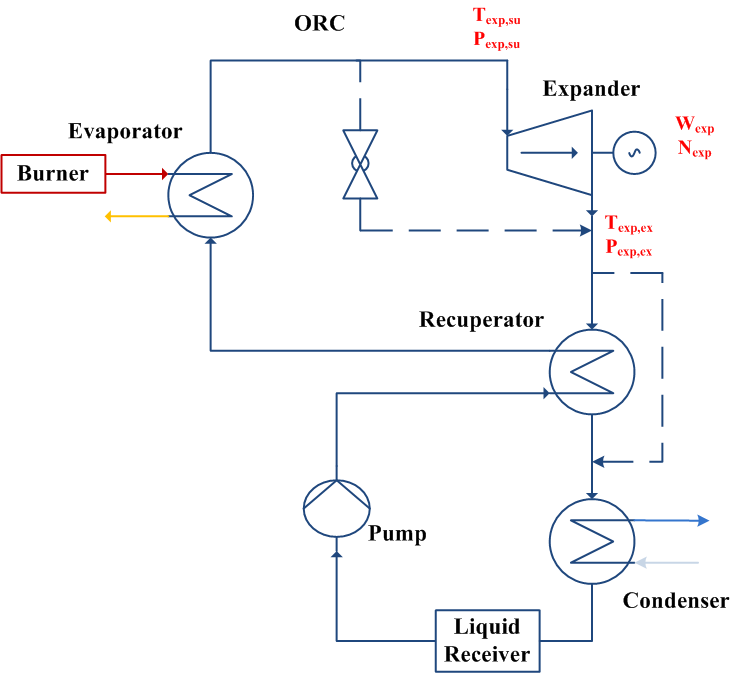 ORC
Texp,su
Pexp,su
Expander
Evaporator
Wexp
Nexp
Burner
Texp,ex
Pexp,ex
Recuperator
Pump
Condenser
Liquid
Receiver